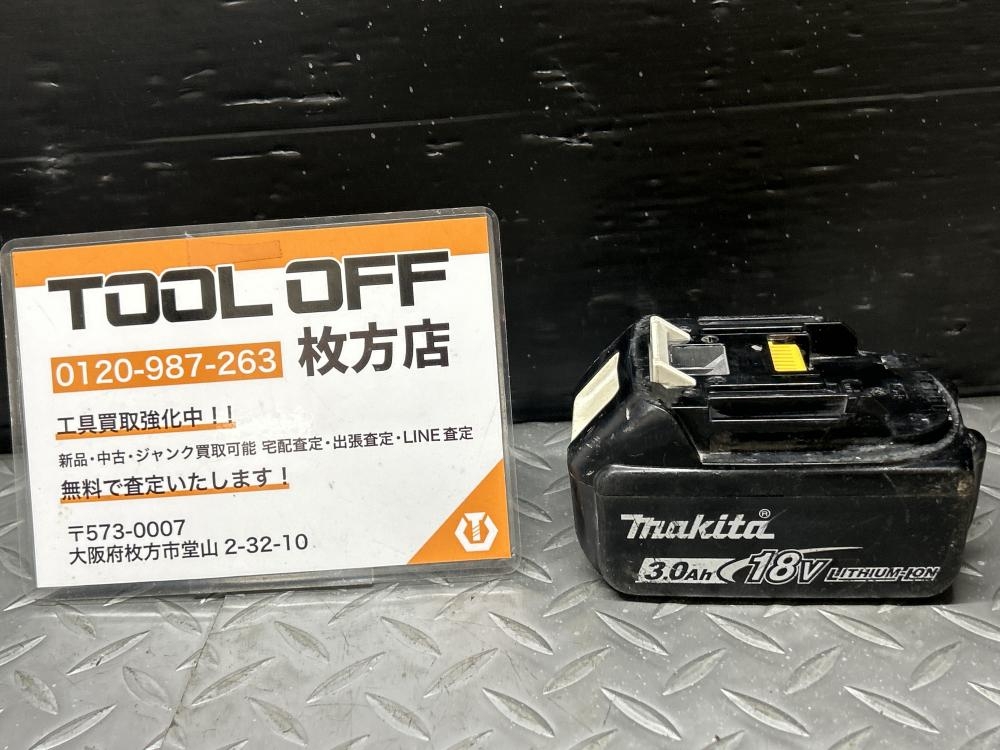 TOOL OFF
0120-987-263 枚方店
工具買取強化中！！
新品・中古・ジャンク買取可能 宅配査定・出張査定・LINE査定
無料で査定いたします！
〒573-0007
大阪府枚方市堂山 2-32-10
makita®
3.0Ah 18V LITHIUM-ION